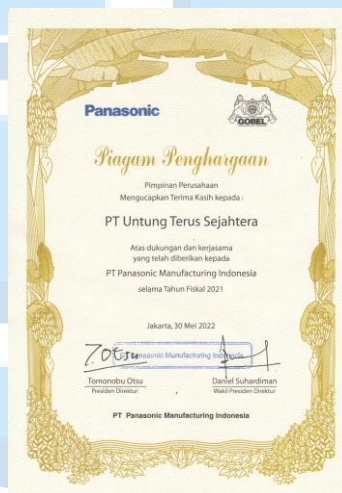 Panasonic
GOBEL
Piagam Penghargaan
Pimpinan Perusahaan
Mengucapkan Terima Kasih kepada :
PT Untung Terus Sejahtera
Atas dukungan dan kerjasama
yang telah diberikan kepada
PT Panasonic Manufacturing Indonesia
selama Tahun Fiskal 2021
Jakarta, 30 Mei 2022
Panasonic Manufacturing Indonesia
Tomonobu Otsu
Presiden Direktur
Daniel Suhardiman
Wakil Presiden Direktur
PT Panasonic Manufacturing Indonesia